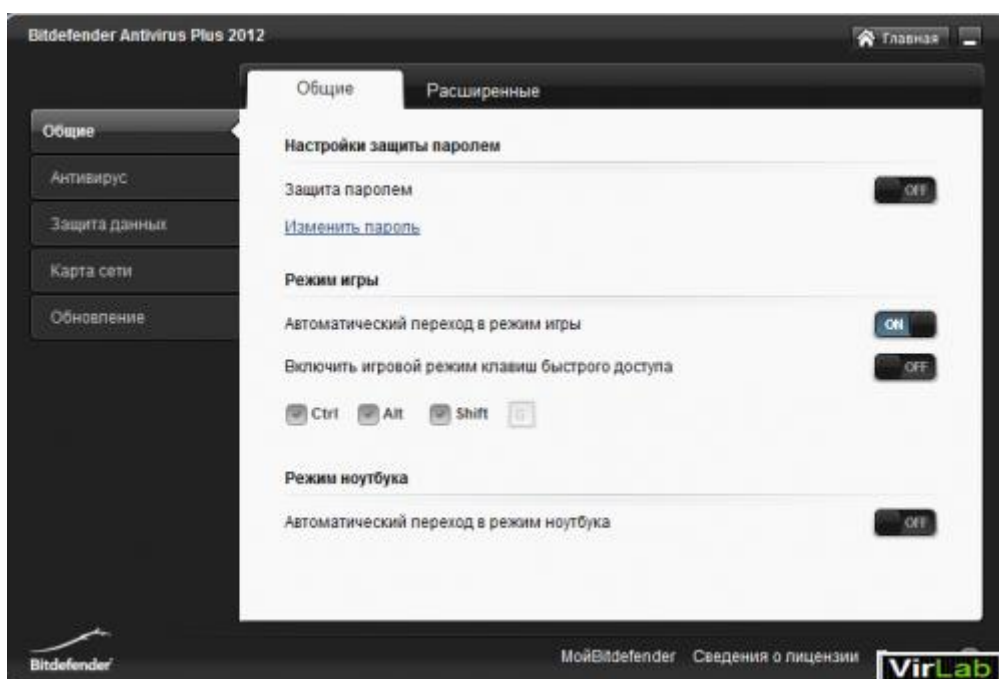 Bitdefender Antivirus Plus 2012
Главная
Общие
Расширенные
Общие
Антивирус
Защита данных
Карта сети
Обновление
Настройки защиты паролем
Защита паролем OFF
Изменить пароль
Режим игры
Автоматический переход в режим игры ON
Включить игровой режим клавиш быстрого доступа OFF
Ctrl Alt Shift G
Режим ноутбука
Автоматический переход в режим ноутбука OFF
Bitdefender
МойBitdefender Сведения о лицензии
VirLab